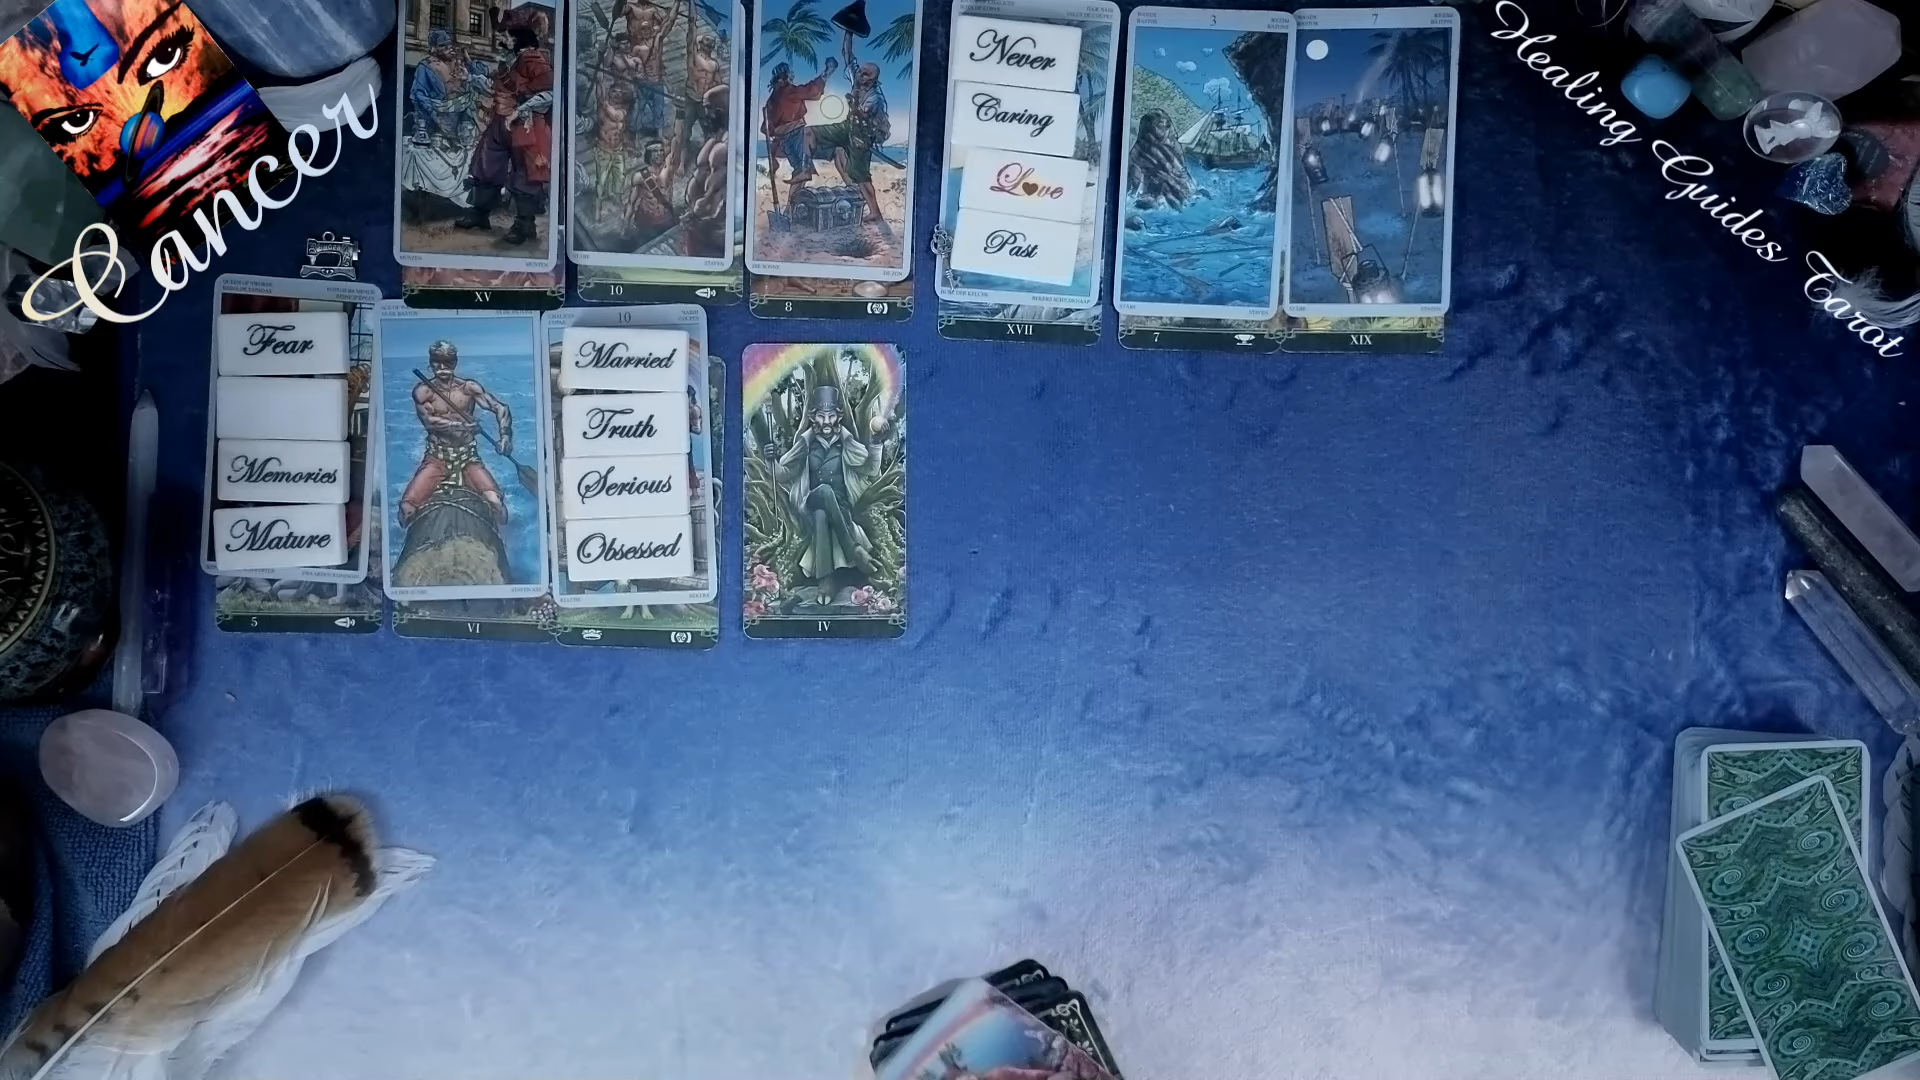 Cancer
Healing Guides Tarot
Never
Caring
Love
Past
3
7
XV
10
8
XVII
7
XIX
Fear
Memories
Mature
1
10
Married
Truth
Serious
Obsessed
5
VI
IV